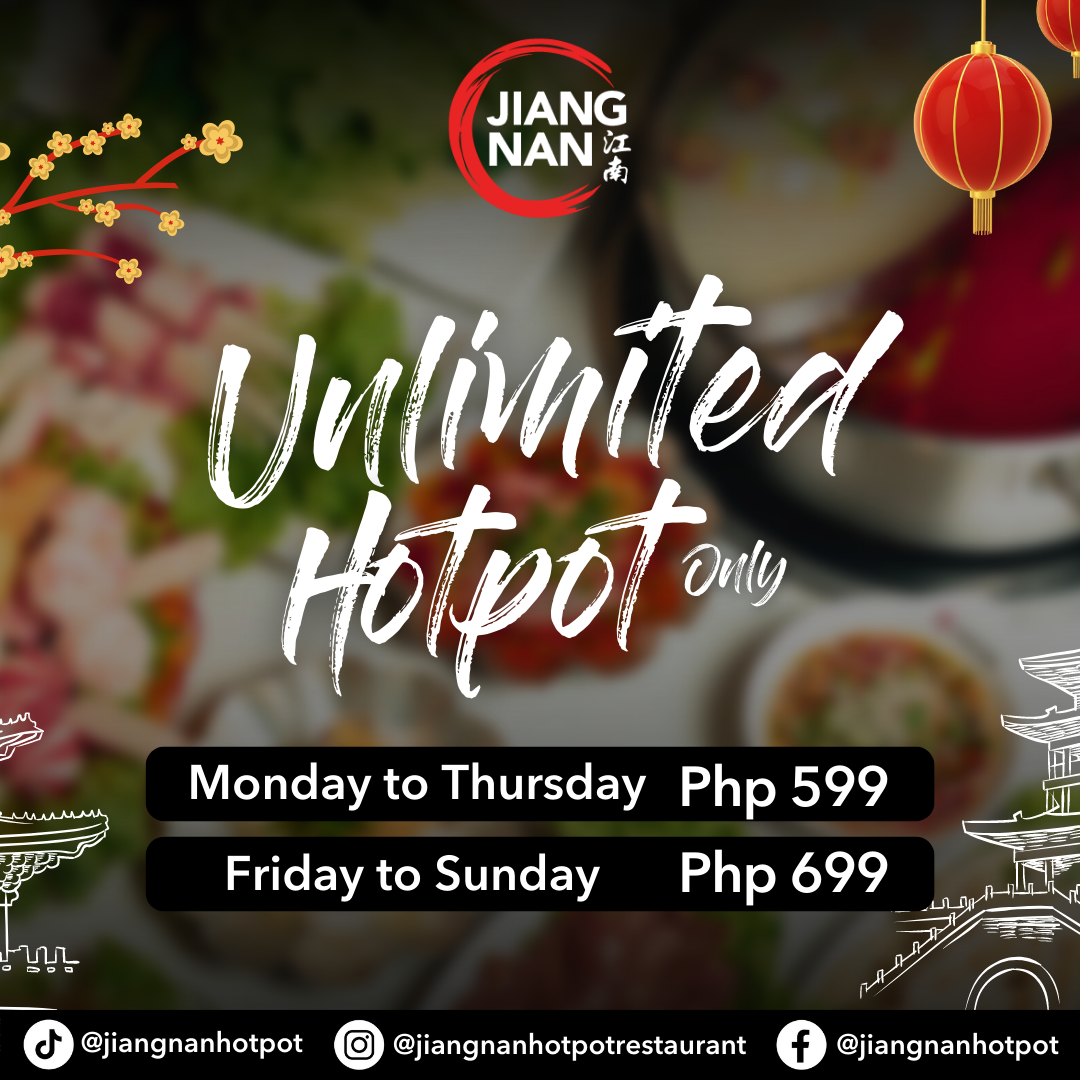 JIANG
NAN 江南
Unlimited
Hotpot Only
Monday to Thursday Php 599
Friday to Sunday Php 699
@jiangnanhotpot @jiangnanhotpotrestaurant @jiangnanhotpot